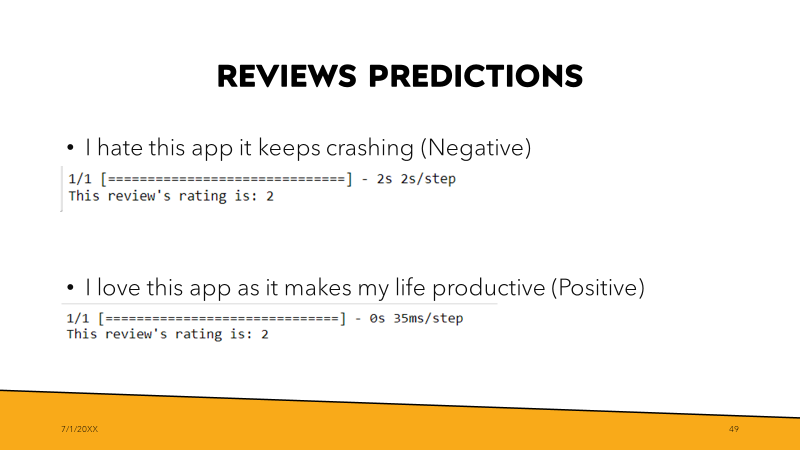 REVIEWS PREDICTIONS
• I hate this app it keeps crashing (Negative)
1/1 [==============================] - 2s 2s/step
This review's rating is: 2
• I love this app as it makes my life productive (Positive)
1/1 [==============================] - 0s 35ms/step
This review's rating is: 2
7/1/20XX
49